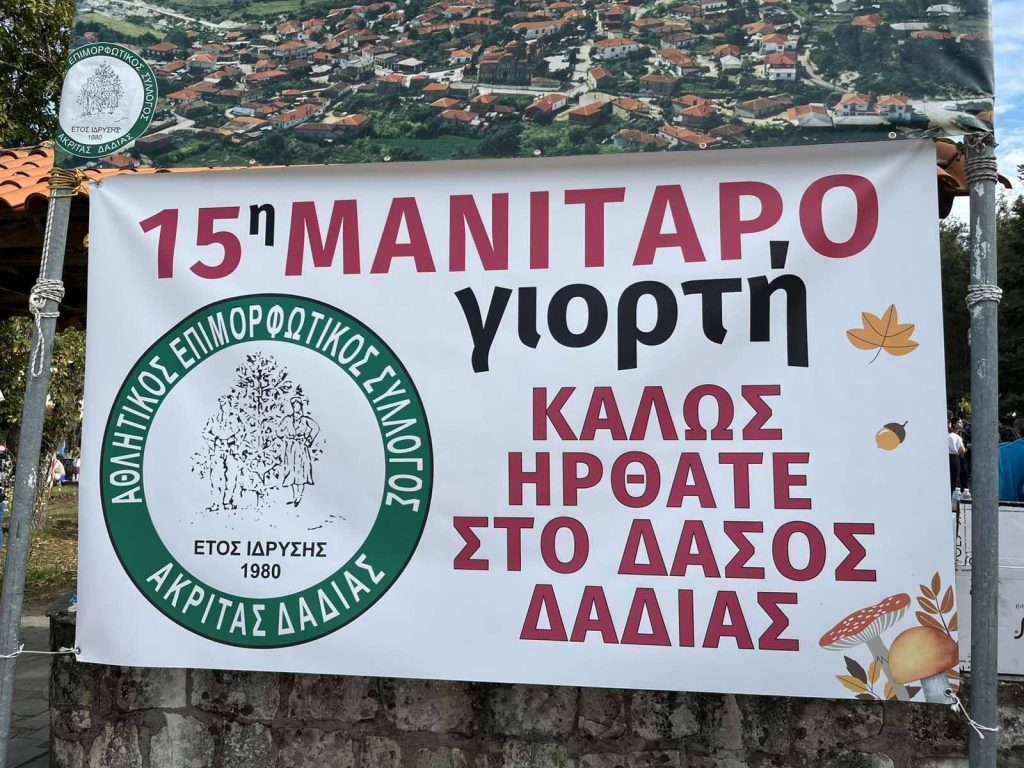 ΕΠΙΜΟΡΦΩΤΙΚΟΣ ΣΥΛΛΟΓΟΣ
ΕΤΟΣ ΙΔΡΥΣΗΣ
1980
ΑΚΡΙΤΑΣ ΔΑΔΙΑΣ
15η ΜΑΝΙΤΑΡΟ
γιορτή
ΑΘΛΗΤΙΚΟΣ ΕΠΙΜΟΡΦΩΤΙΚΟΣ ΣΥΛΛΟΓΟΣ
ΕΤΟΣ ΙΔΡΥΣΗΣ
1980
ΑΚΡΙΤΑΣ ΔΑΔΙΑΣ
ΚΑΛΩΣ
ΗΡΘΑΤΕ
ΣΤΟ ΔΑΣΟΣ
ΔΑΔΙΑΣ